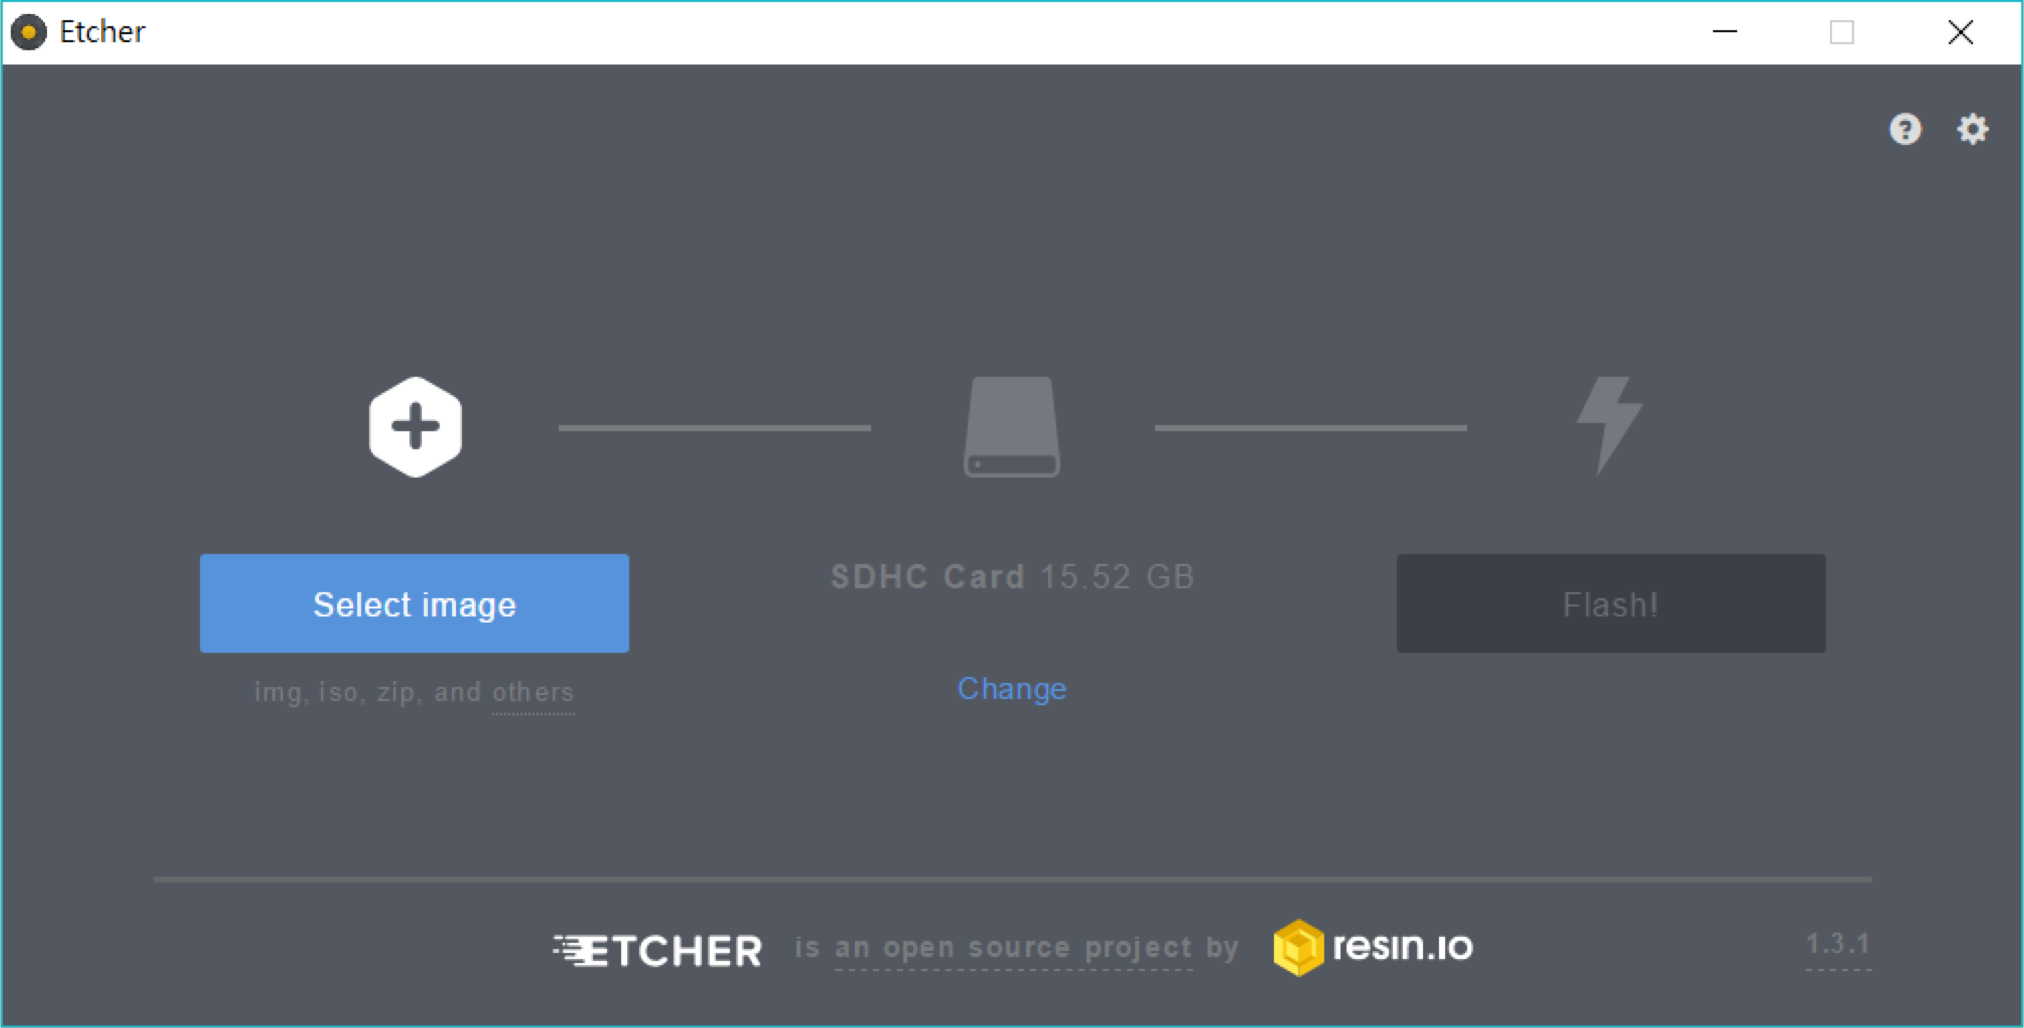 Etcher
Select image
img, iso, zip, and others
SDHC Card 15.52 GB
Change
Flash!
ETCHER is an open source project by resin.io
1.3.1